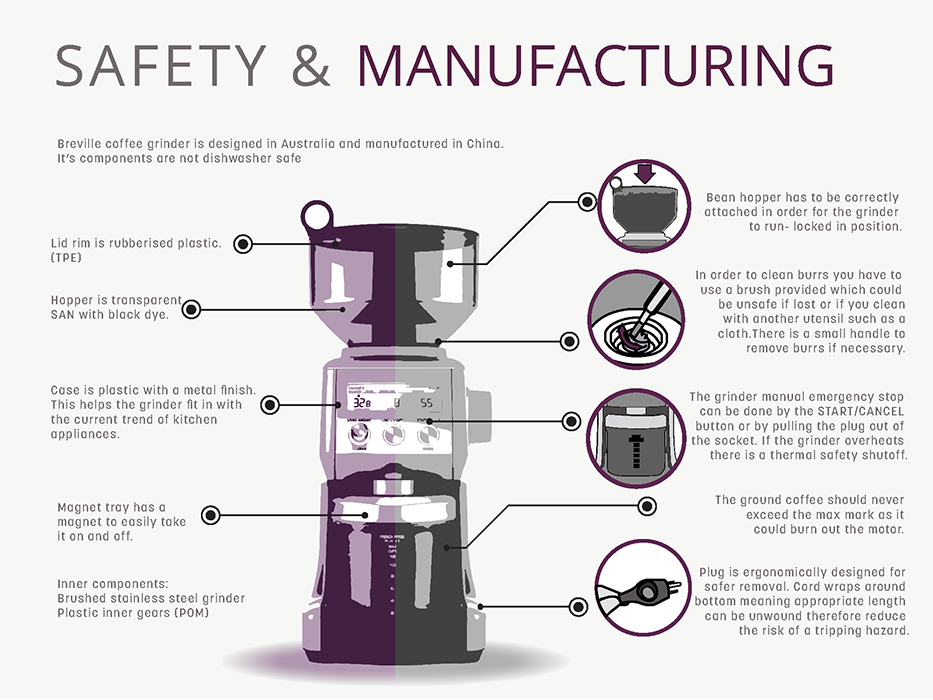 SAFETY & MANUFACTURING
Breville coffee grinder is designed in Australia and manufactured in China.
It's components are not dishwasher safe
Lid rim is rubberised plastic.
(TPE)
Hopper is transparent
SAN with black dye.
Case is plastic with a metal finish.
This helps the grinder fit in with
the current trend of kitchen
appliances.
Magnet tray has a
magnet to easily take
it on and off.
Inner components:
Brushed stainless steel grinder
Plastic inner gears (POM)
Bean hopper has to be correctly
attached in order for the grinder
to run- locked in position.
In order to clean burrs you have to
use a brush provided which could
be unsafe if lost or if you clean
with another utensil such as a
cloth.There is a small handle to
remove burrs if necessary.
The grinder manual emergency stop
can be done by the START/CANCEL
button or by pulling the plug out of
the socket. If the grinder overheats
there is a thermal safety shutoff.
The ground coffee should never
exceed the max mark as it
could burn out the motor.
Plug is ergonomically designed for
safer removal. Cord wraps around
bottom meaning appropriate length
can be unwound therefore reduce
the risk of a tripping hazard.